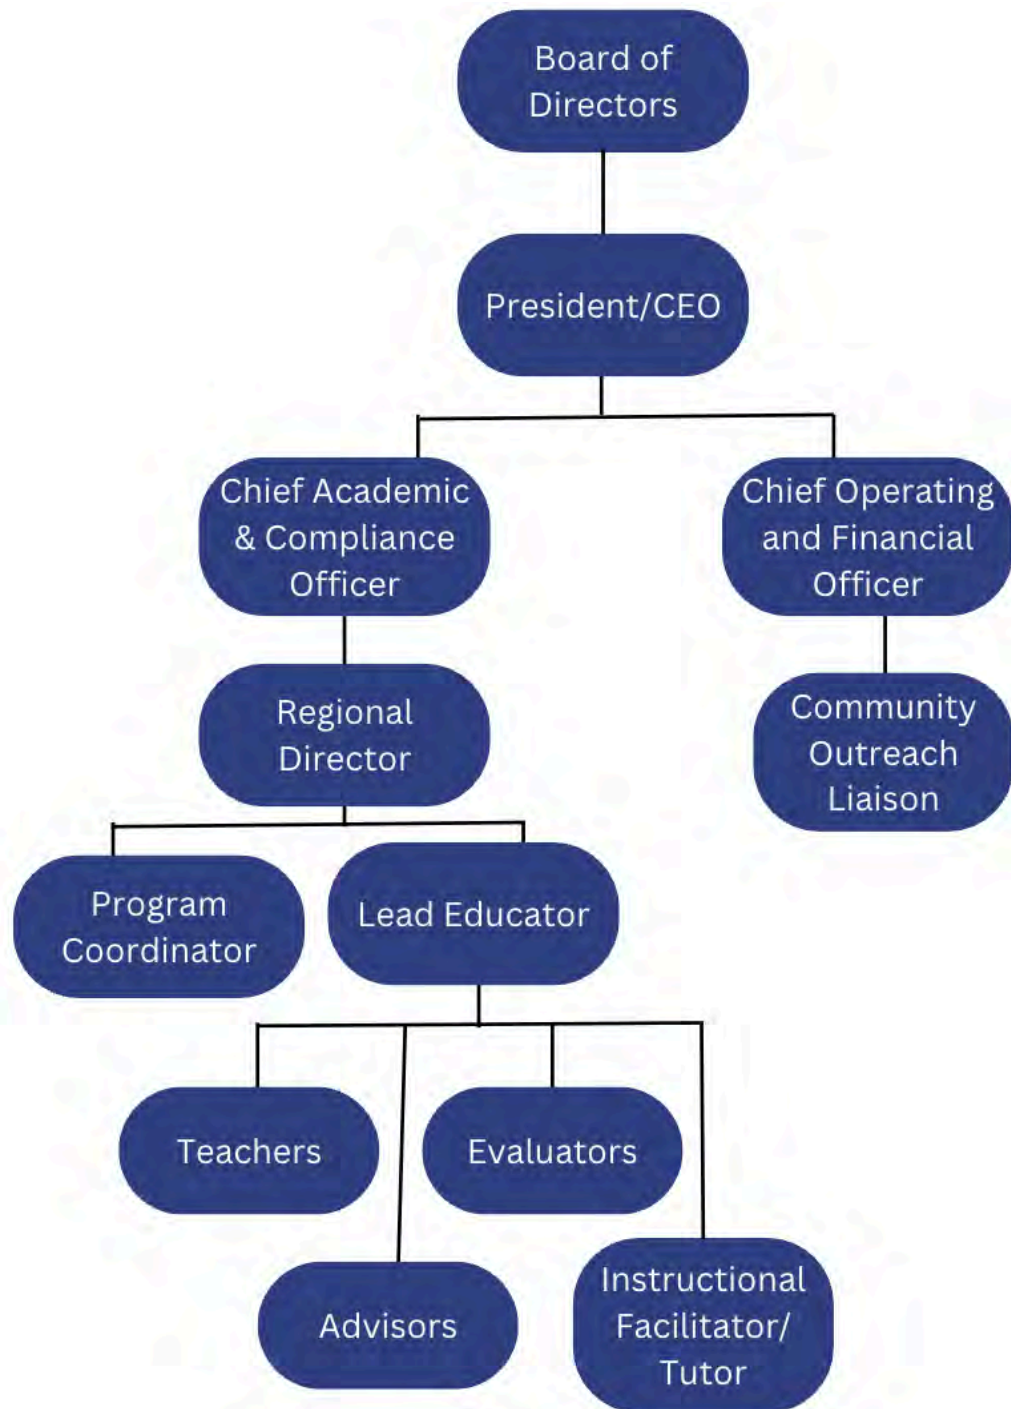 Board of
Directors
President/CEO
Chief Academic
& Compliance
Officer
Chief Operating
and Financial
Officer
Regional
Director
Community
Outreach
Liaison
Program
Coordinator
Lead Educator
Teachers
Evaluators
Advisors
Instructional
Facilitator/
Tutor